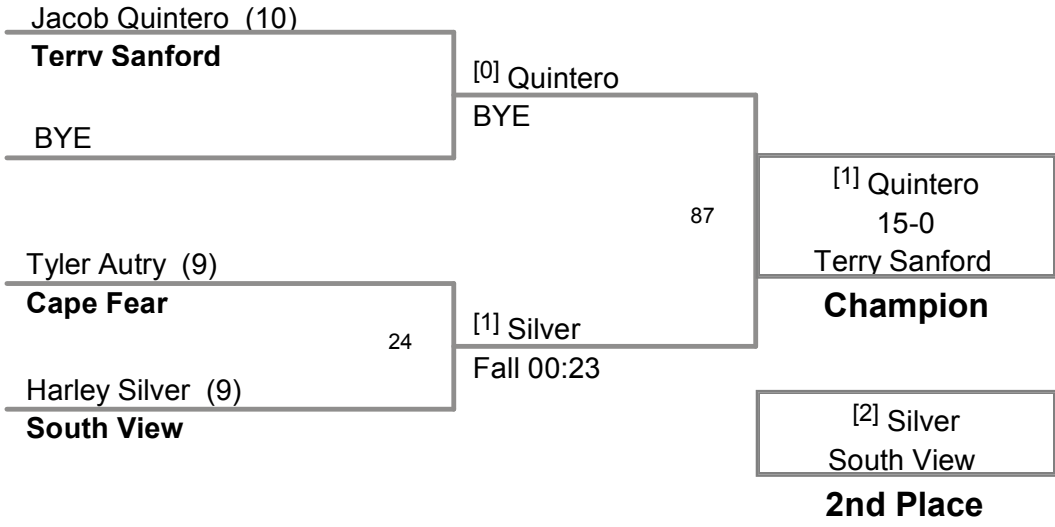 Jacob Quintero (10)
Terry Sanford
BYE
[0] Quintero
BYE
87
[1] Quintero
15-0
Terry Sanford
Champion
Tyler Autry (9)
Cape Fear
24
[1] Silver
Fall 00:23
Harley Silver (9)
South View
[2] Silver
South View
2nd Place